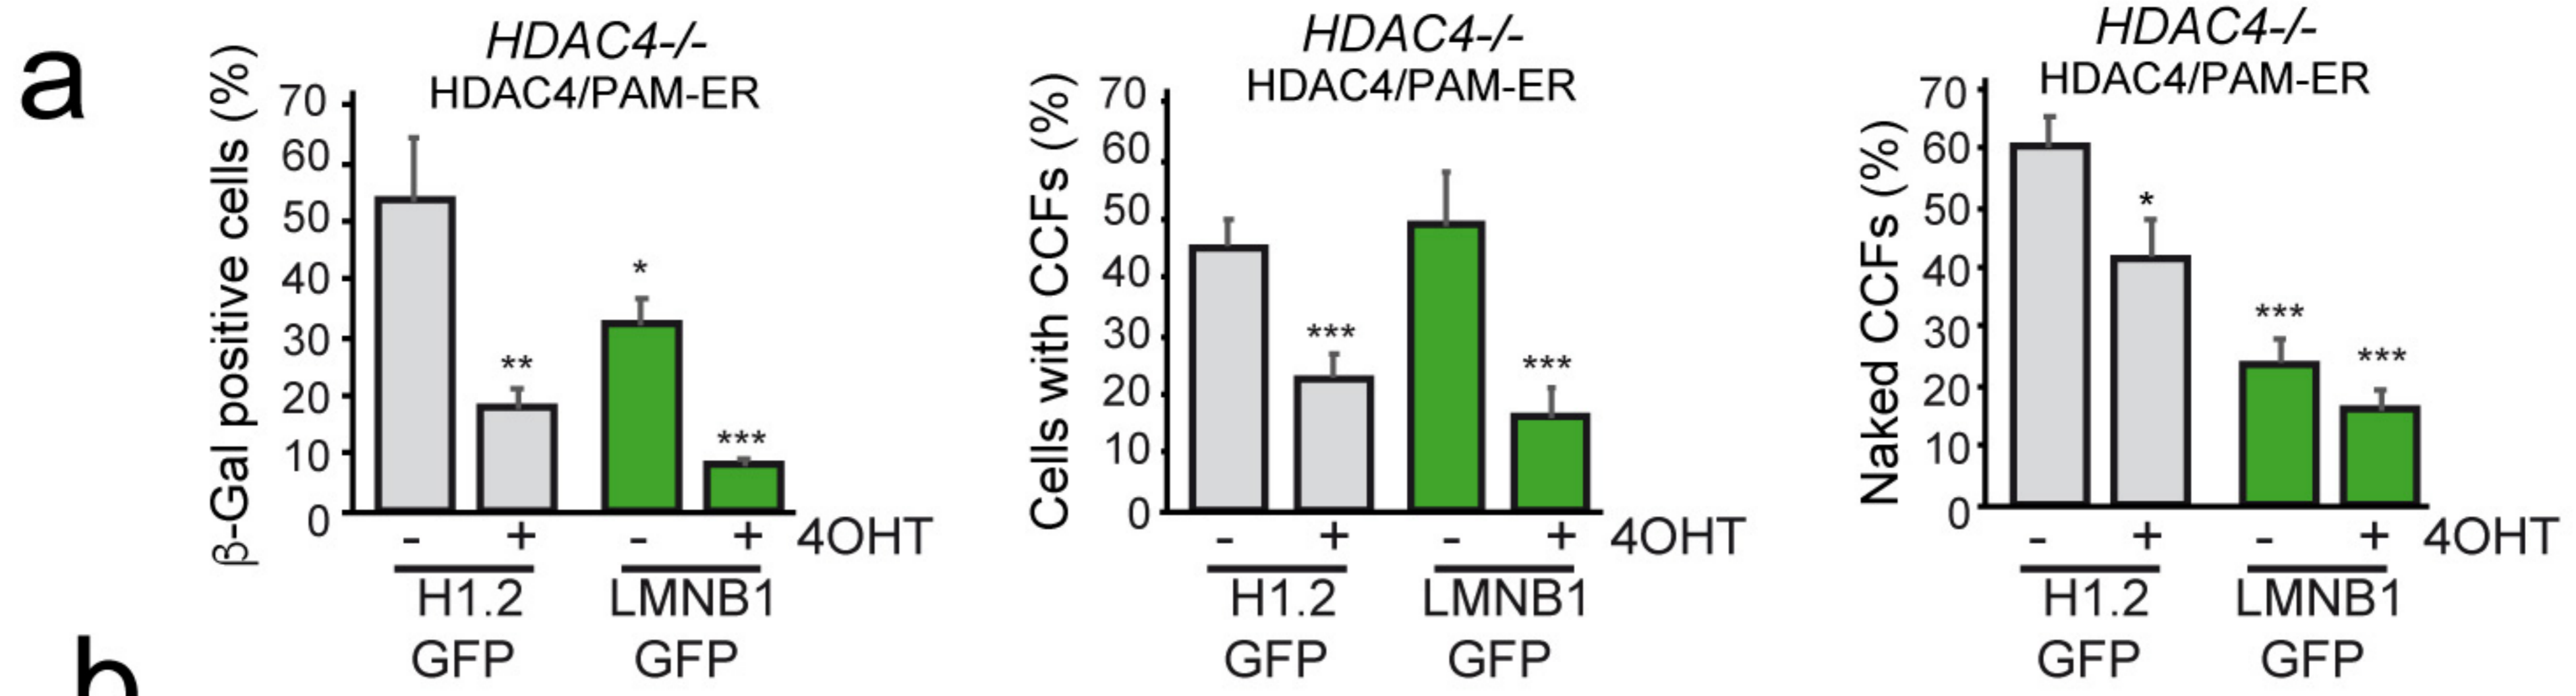 a
HDAC4-/-
HDAC4/PAM-ER
β-Gal positive cells (%)
70
60
50
40
30
20
10
0
*
**
***
- + - + 4OHT
H1.2 LMNB1
GFP GFP
HDAC4-/-
HDAC4/PAM-ER
Cells with CCFs (%)
70
60
50
40
30
20
10
0
***
***
- + - + 4OHT
H1.2 LMNB1
GFP GFP
HDAC4-/-
HDAC4/PAM-ER
Naked CCFs (%)
70
60
50
40
30
20
10
0
*
***
***
- + - + 4OHT
H1.2 LMNB1
GFP GFP
b